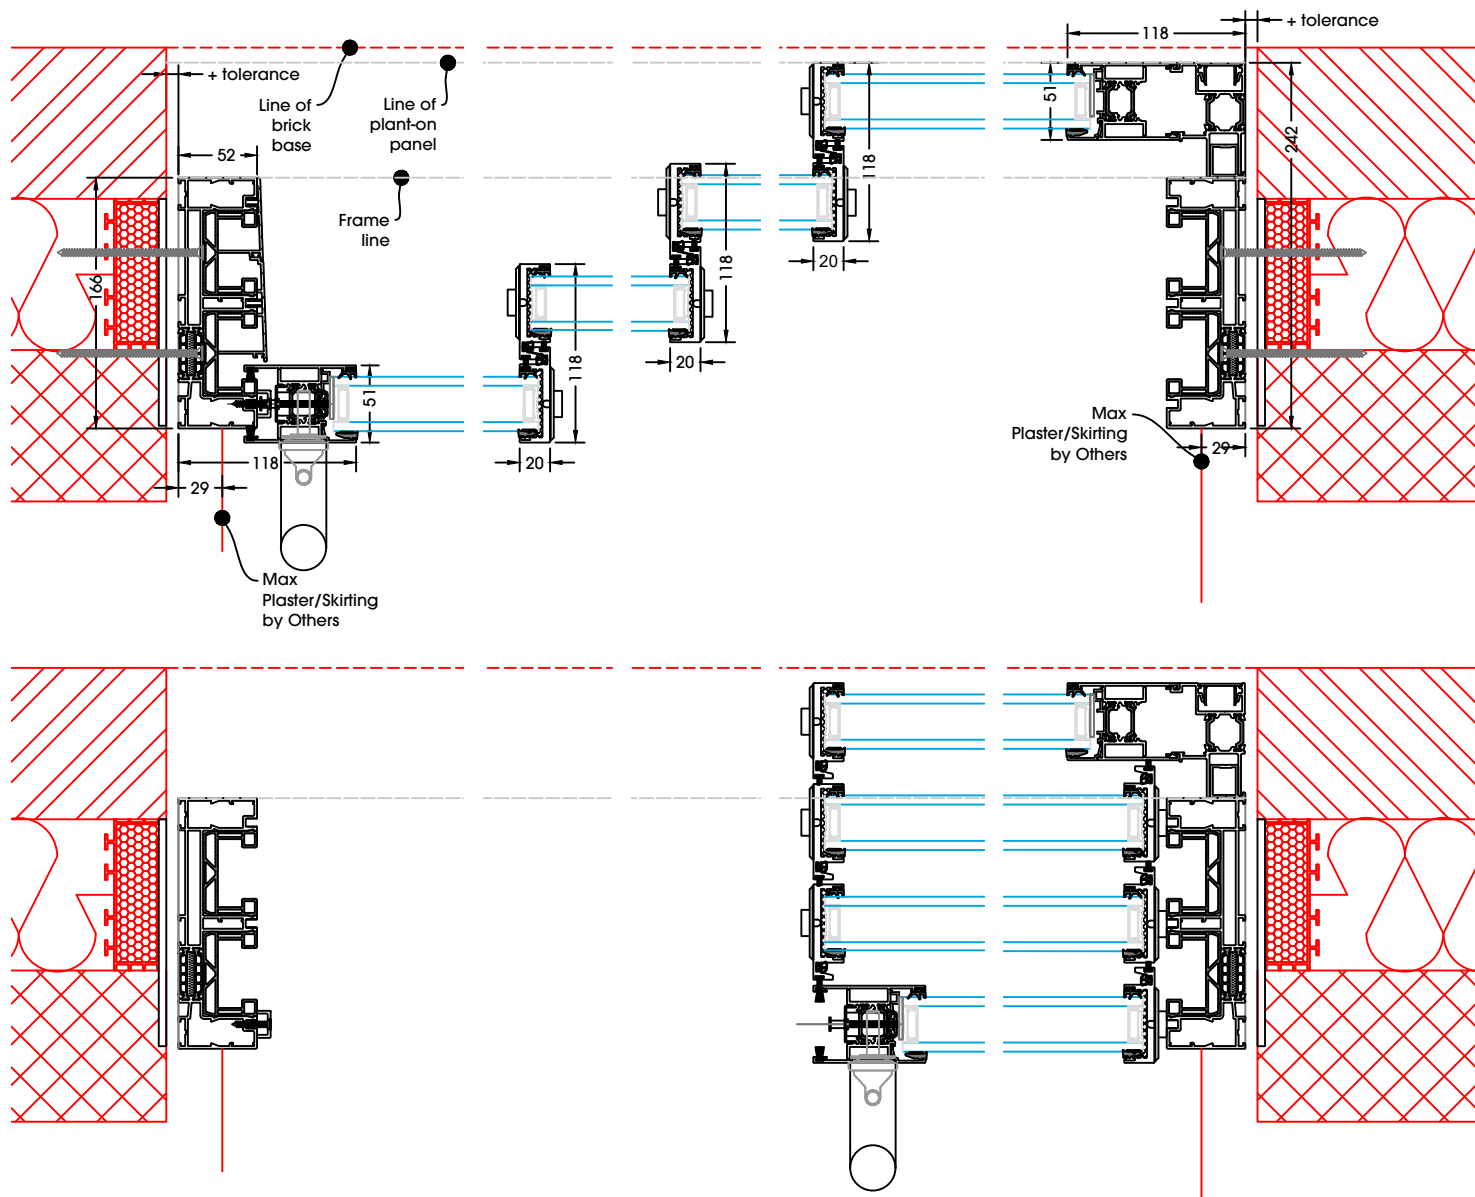 118
+ tolerance
+ tolerance
Line of
brick
base
Line of
plant-on
panel
51
242
52
118
Frame
line
166
118
20
118
20
51
118
20
118
29
Max
Plaster/Skirting
by Others
29
Max
Plaster/Skirting
by Others